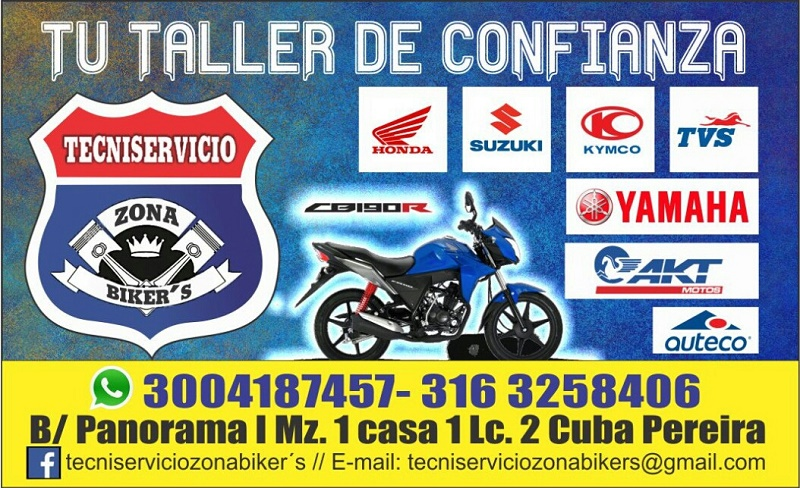 TU TALLER DE CONFIANZA
TECNISERVICIO
ZONA
BIKER´S
HONDA
SUZUKI
KYMCO
TVS
CB190R
YAMAHA
AKT
MOTOS
auteco
3004187457- 316 3258406
B/ Panorama I Mz. 1 casa 1 Lc. 2 Cuba Pereira
f tecniserviciozonabiker´s // E-mail: tecniserviciozonabikers@gmail.com